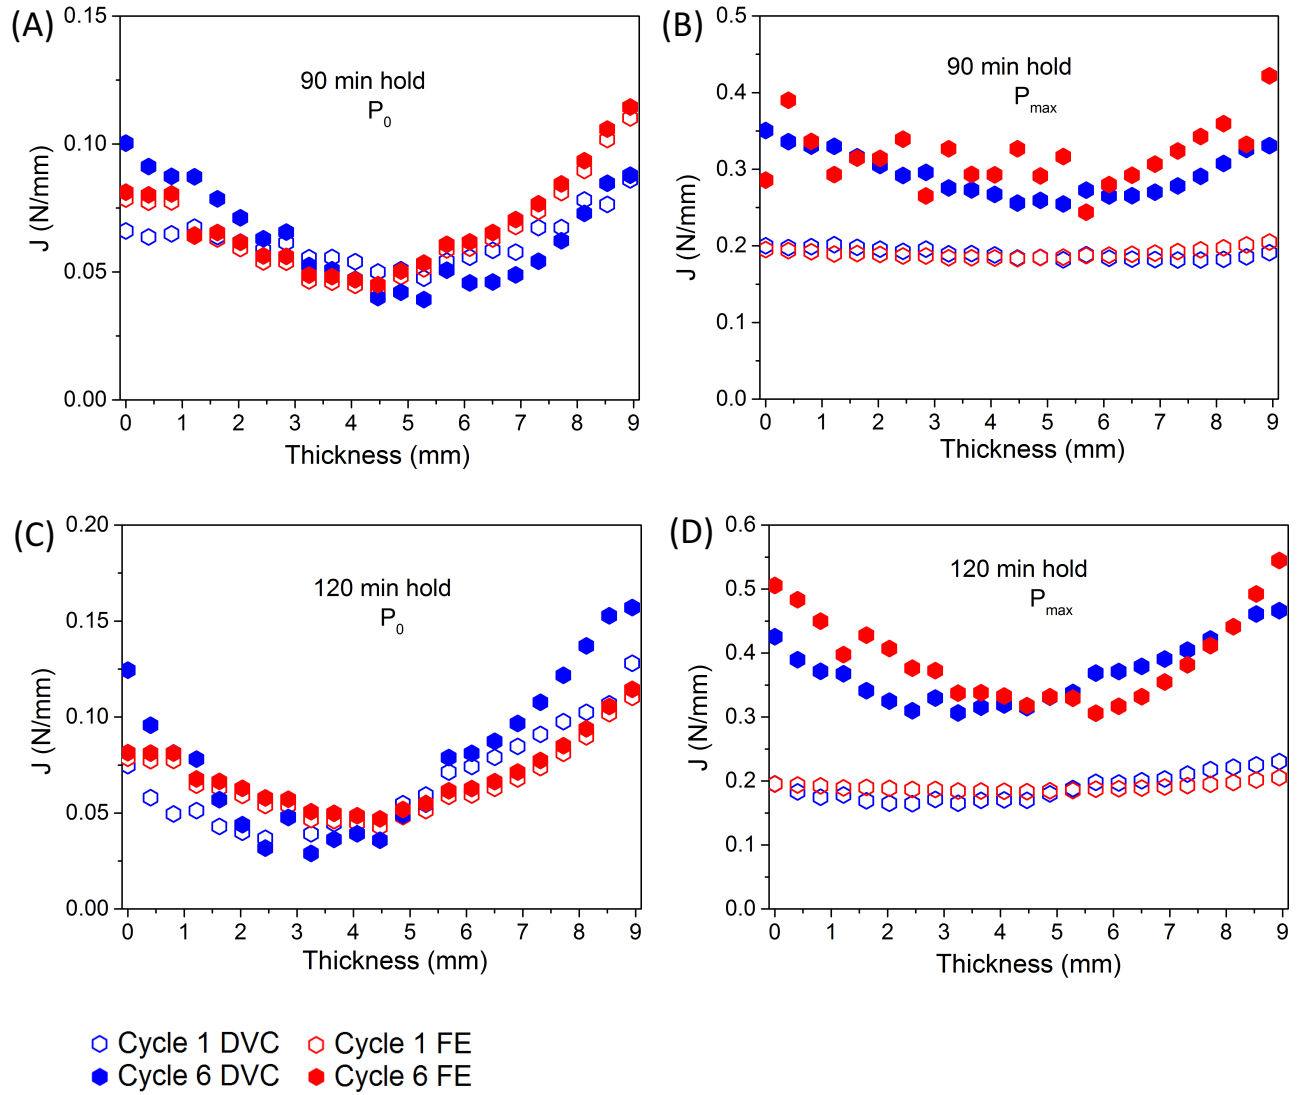 (A)
0.15
0.10
0.05
0.00
J (N/mm)
90 min hold
P0
0 1 2 3 4 5 6 7 8 9
Thickness (mm)
(B)
0.5
0.4
0.3
0.2
0.1
0.0
J (N/mm)
90 min hold
Pmax
0 1 2 3 4 5 6 7 8 9
Thickness (mm)
(C)
0.20
0.15
0.10
0.05
0.00
J (N/mm)
120 min hold
P0
0 1 2 3 4 5 6 7 8 9
Thickness (mm)
(D)
0.6
0.5
0.4
0.3
0.2
0.1
0.0
J (N/mm)
120 min hold
Pmax
0 1 2 3 4 5 6 7 8 9
Thickness (mm)
Cycle 1 DVC Cycle 1 FE
Cycle 6 DVC Cycle 6 FE